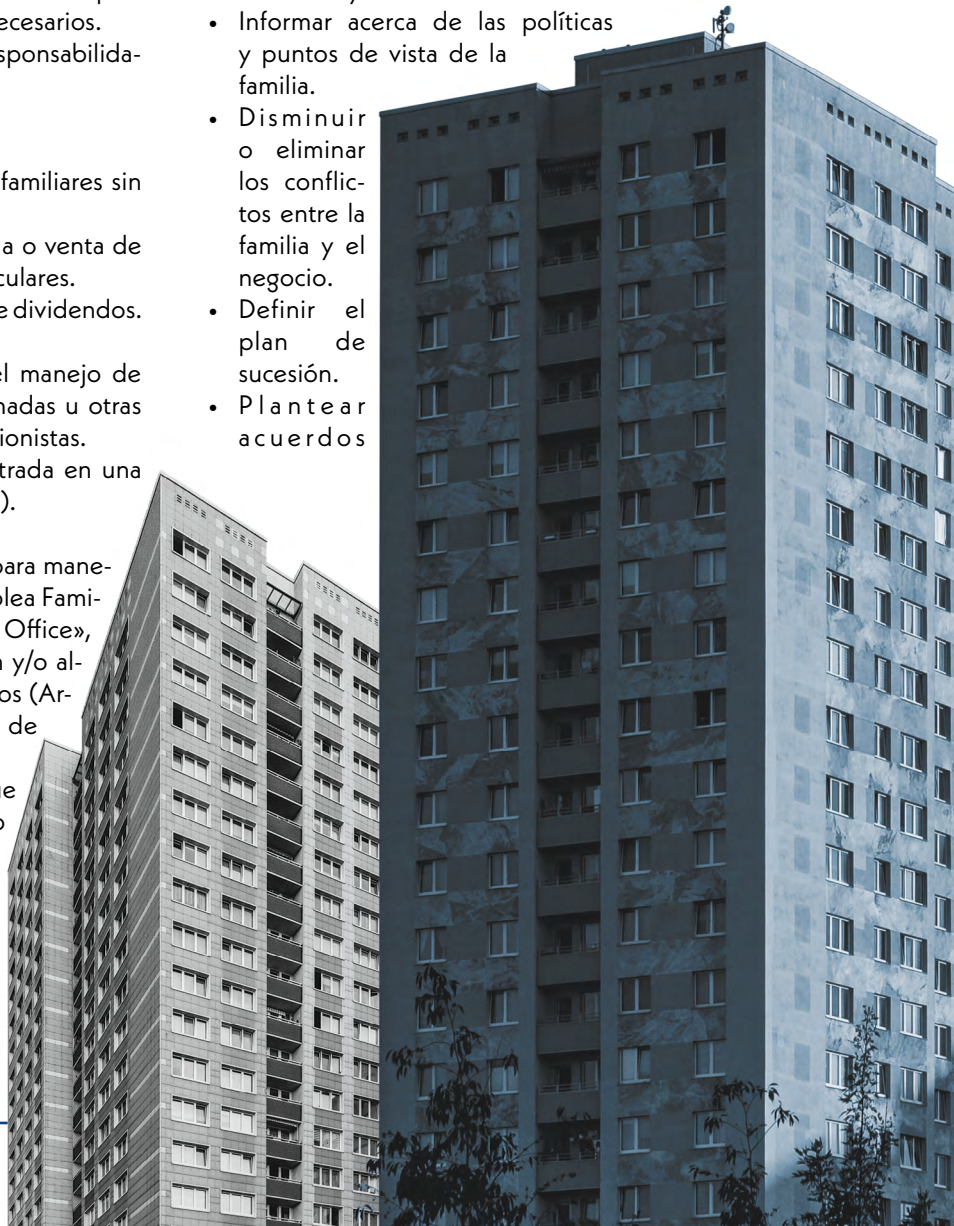 ecesarios.
sponsabilida-
familiares sin
a o venta de
culares.
e dividendos.
el manejo de
nadas u otras
ionistas.
trada en una
).
para mane-
olea Fami-
Office»,
n y/o al-
os (Ar-
de
ue
o
• Informar acerca de las políticas
y puntos de vista de la
familia.
• Disminuir
o eliminar
los conflic-
tos entre la
familia y el
negocio.
• Definir el
plan de
sucesión.
• Plantear
acuerdos